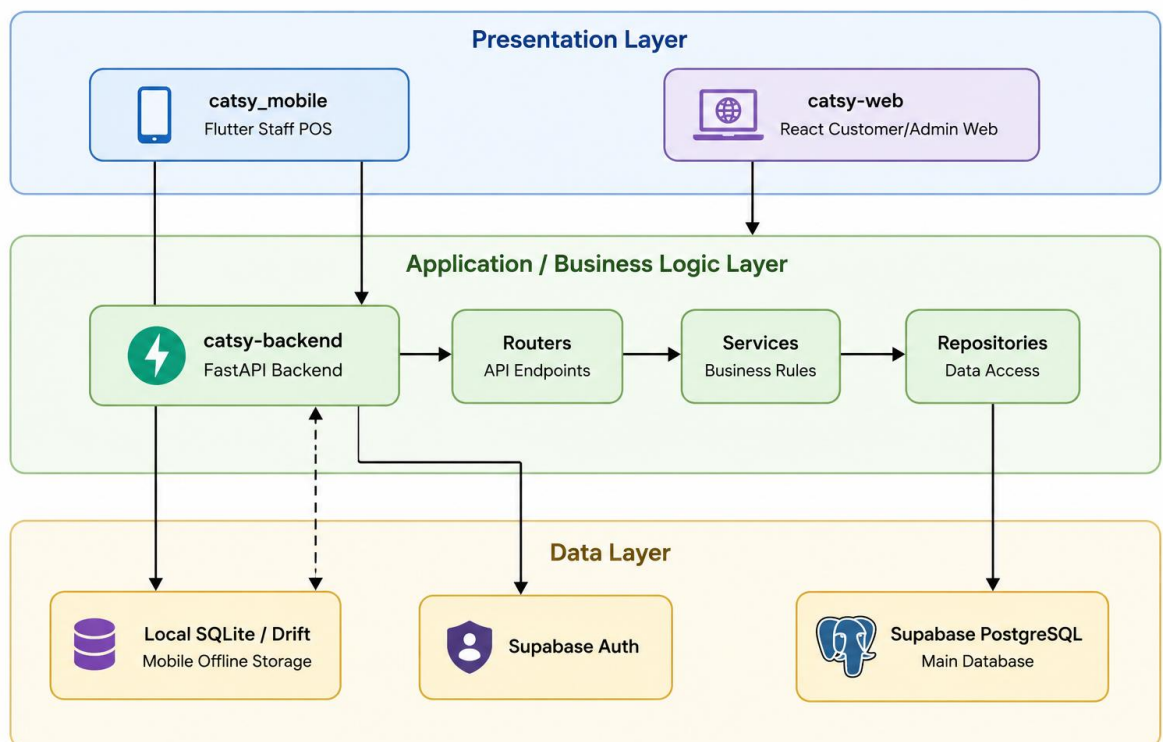 Presentation Layer
catsy_mobile
Flutter Staff POS
catsy-web
React Customer/Admin Web
Application / Business Logic Layer
catsy-backend
FastAPI Backend
Routers
API Endpoints
Services
Business Rules
Repositories
Data Access
Data Layer
Local SQLite / Drift
Mobile Offline Storage
Supabase Auth
Supabase PostgreSQL
Main Database